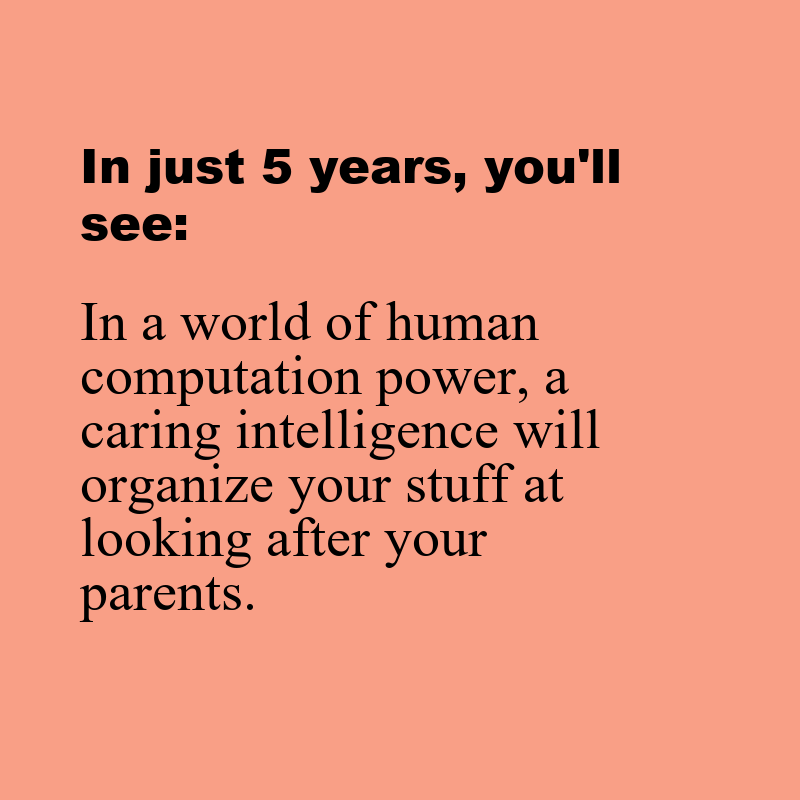 In just 5 years, you'll
see:
In a world of human
computation power, a
caring intelligence will
organize your stuff at
looking after your
parents.